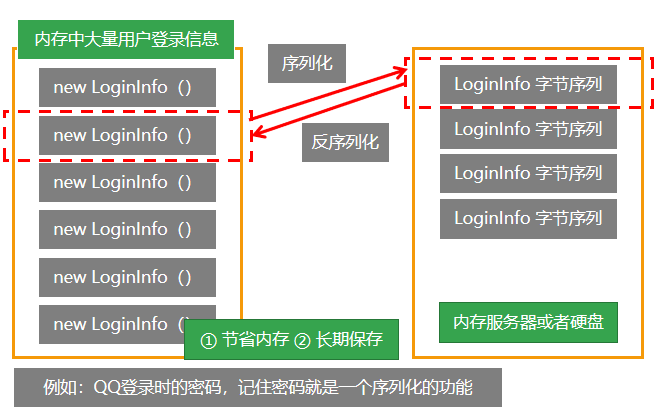 内存中大量用户登录信息
new LoginInfo（）
new LoginInfo（）
new LoginInfo（）
new LoginInfo（）
new LoginInfo（）
new LoginInfo（）
序列化
反序列化
LoginInfo 字节序列
LoginInfo 字节序列
LoginInfo 字节序列
LoginInfo 字节序列
内存服务器或者硬盘
① 节省内存 ② 长期保存
例如：QQ登录时的密码，记住密码就是一个序列化的功能